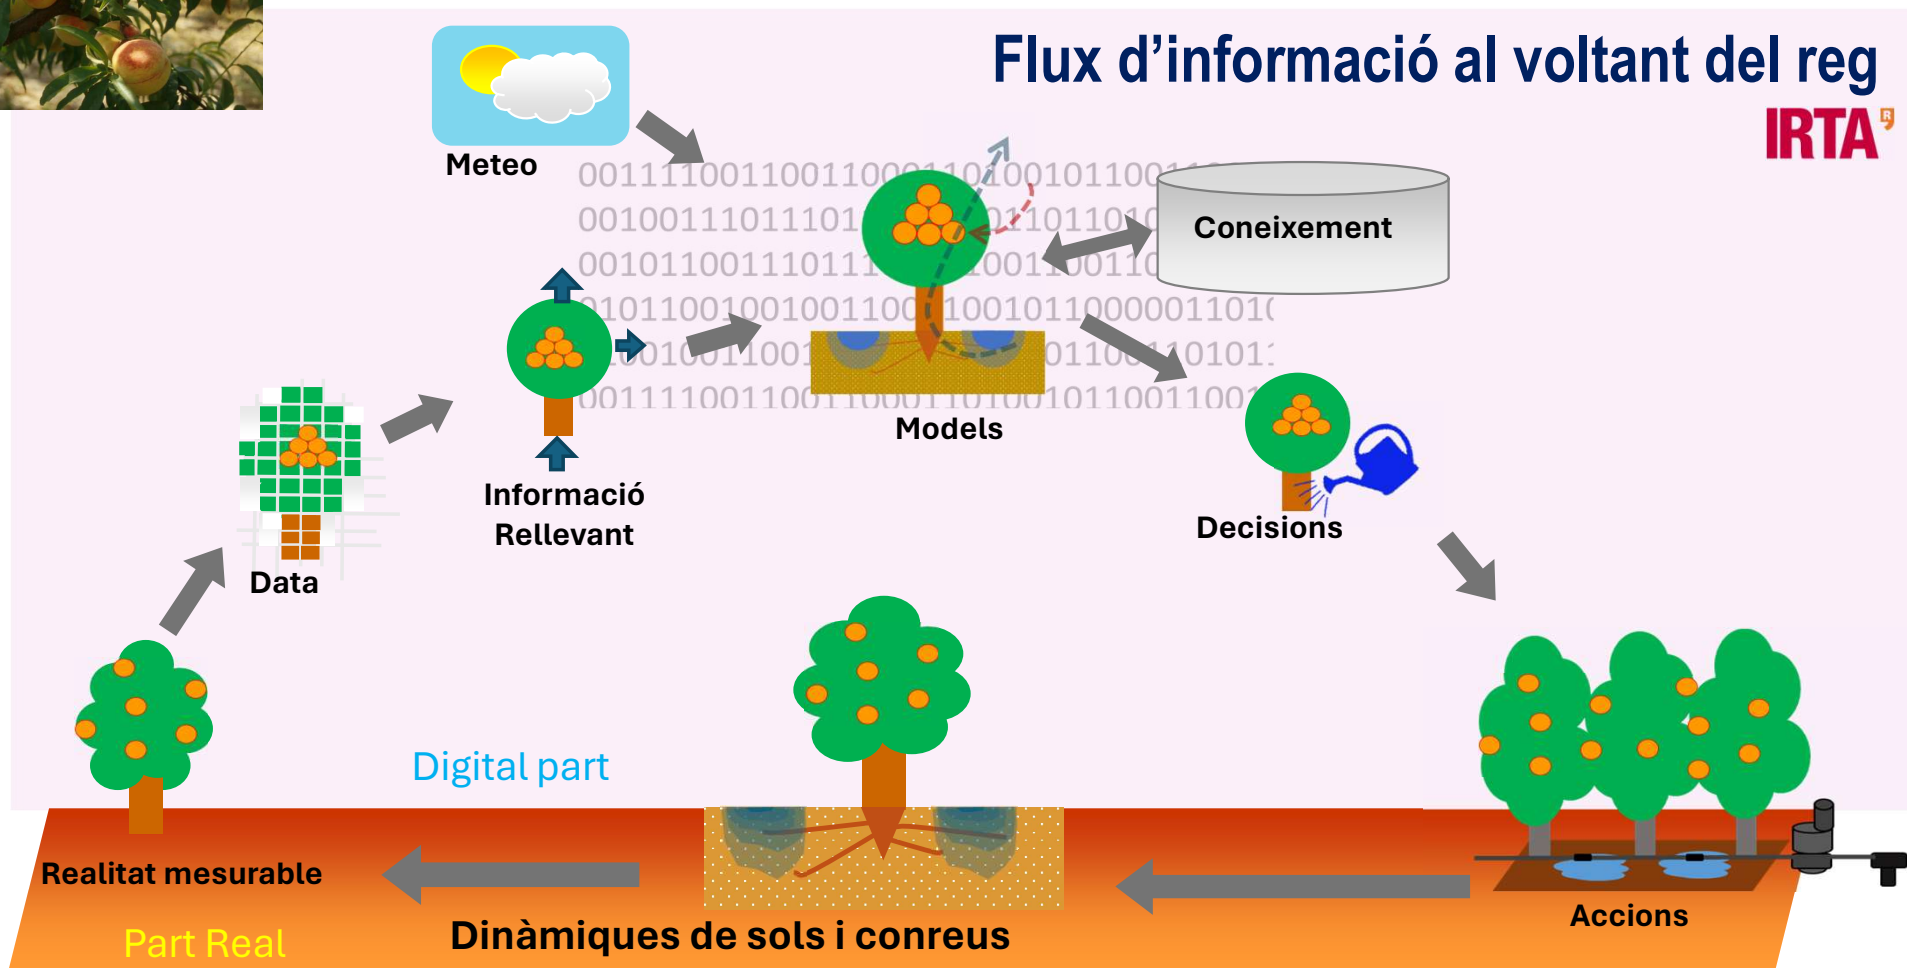 Flux d’informació al voltant del reg
IRTA
R
Meteo
Coneixement
Models
Informació
Rellevant
Data
Decisions
Digital part
Realitat mesurable
Part Real
Dinàmiques de sols i conreus
Accions